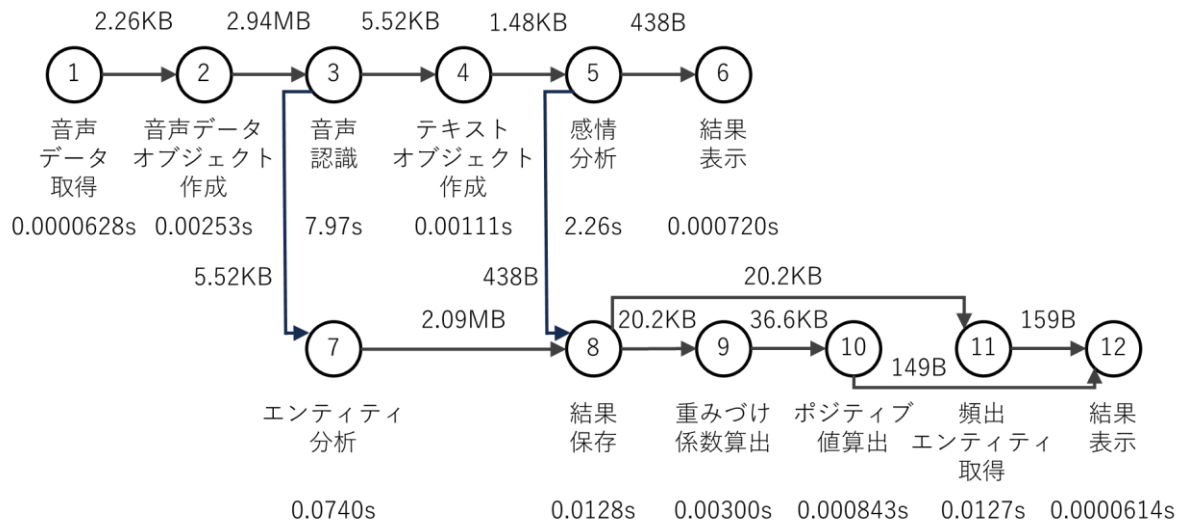 2.26KB 2.94MB 5.52KB 1.48KB 438B
1 2 3 4 5 6
音声 音声データ 音声 テキスト 感情 結果
データ オブジェクト 認識 オブジェクト 分析 表示
取得 作成 作成
0.0000628s 0.00253s 7.97s 0.00111s 2.26s 0.000720s
5.52KB 438B 20.2KB
2.09MB 20.2KB 36.6KB 159B
7 8 9 10 11 12
149B
エンティティ 結果 重みづけ ポジティブ 頻出 結果
分析 保存 係数算出 値算出 エンティティ 表示
取得
0.0740s 0.0128s 0.00300s 0.000843s 0.0127s 0.0000614s